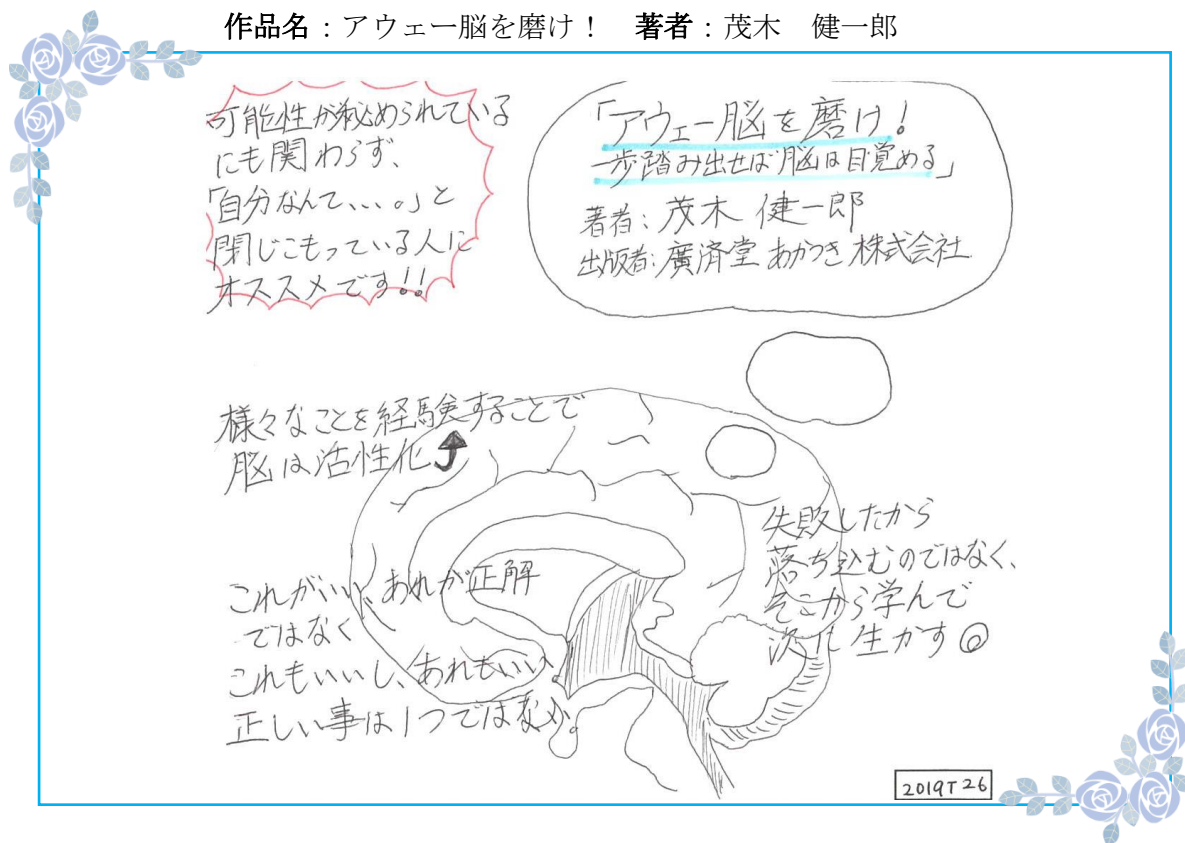 作品名：アウェー脳を磨け！　著者：茂木　健一郎
可能性が秘められている
にも関わらず、
「自分なんて、、、。」と
閉じこもっている人に
オススメです!!
「アウェー脳を磨け!
一歩踏み出せば脳は目覚める」
著者：茂木 健一郎
出版者：廣済堂あかつき株式会社
様々なことを経験することで
脳は活性化
失敗したから
落ち込むのではなく、
そこから学んで
次に生かす
これがいい、あれが正解
ではなく
これもいいし、あれもいい。
正しい事は1つではない。
2019T26